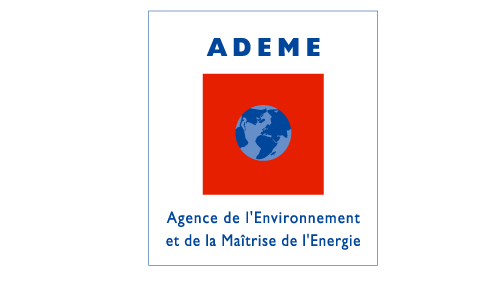 ADEME
Agence de l'Environnement
et de la Maîtrise de l'Energie